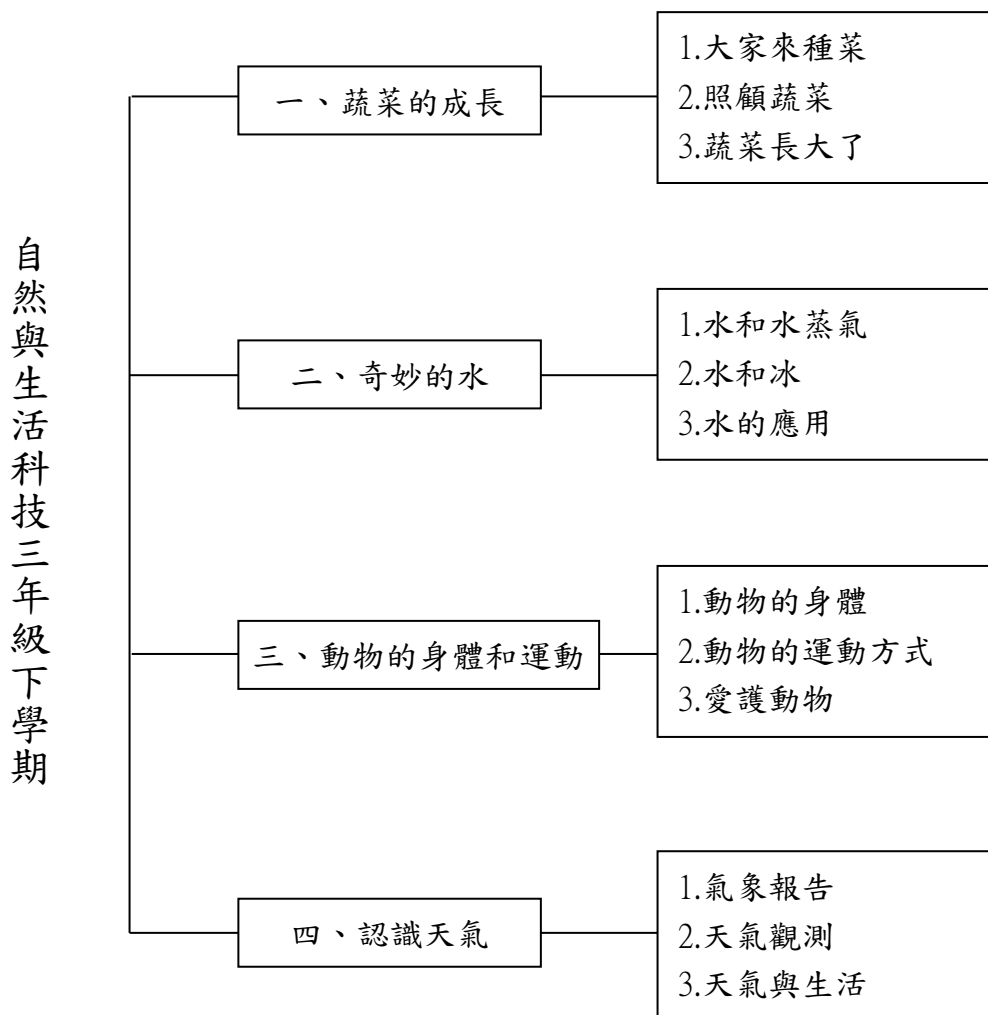 自然與生活科技三年級下學期
一、蔬菜的成長
1.大家來種菜
2.照顧蔬菜
3.蔬菜長大了
二、奇妙的水
1.水和水蒸氣
2.水和冰
3.水的應用
三、動物的身體和運動
1.動物的身體
2.動物的運動方式
3.愛護動物
四、認識天氣
1.氣象報告
2.天氣觀測
3.天氣與生活